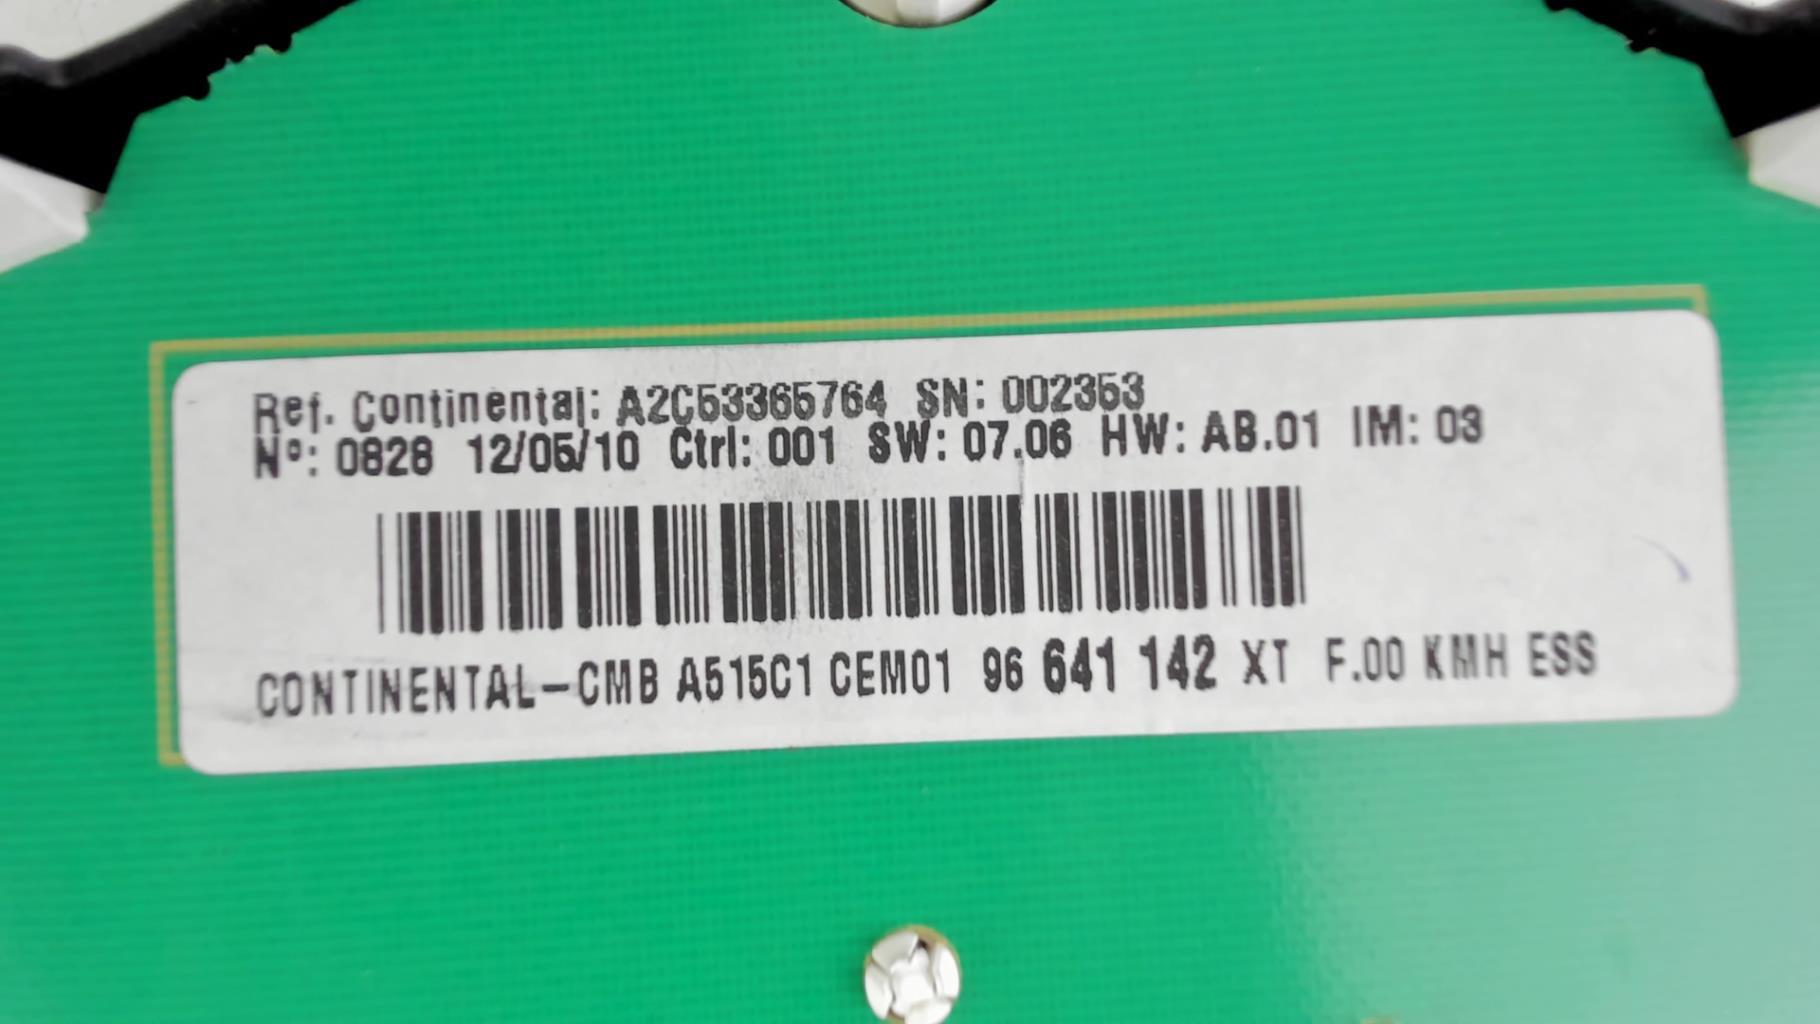 Ref. Continental: A2C53365764 SN: 002353
Nº: 0828 12/05/10 Ctrl: 001 SW: 07.06 HW: AB.01 IM: 03
CONTINENTAL-CMB A515C1 CEM01 96 641 142 XT F.00 KMH ESS